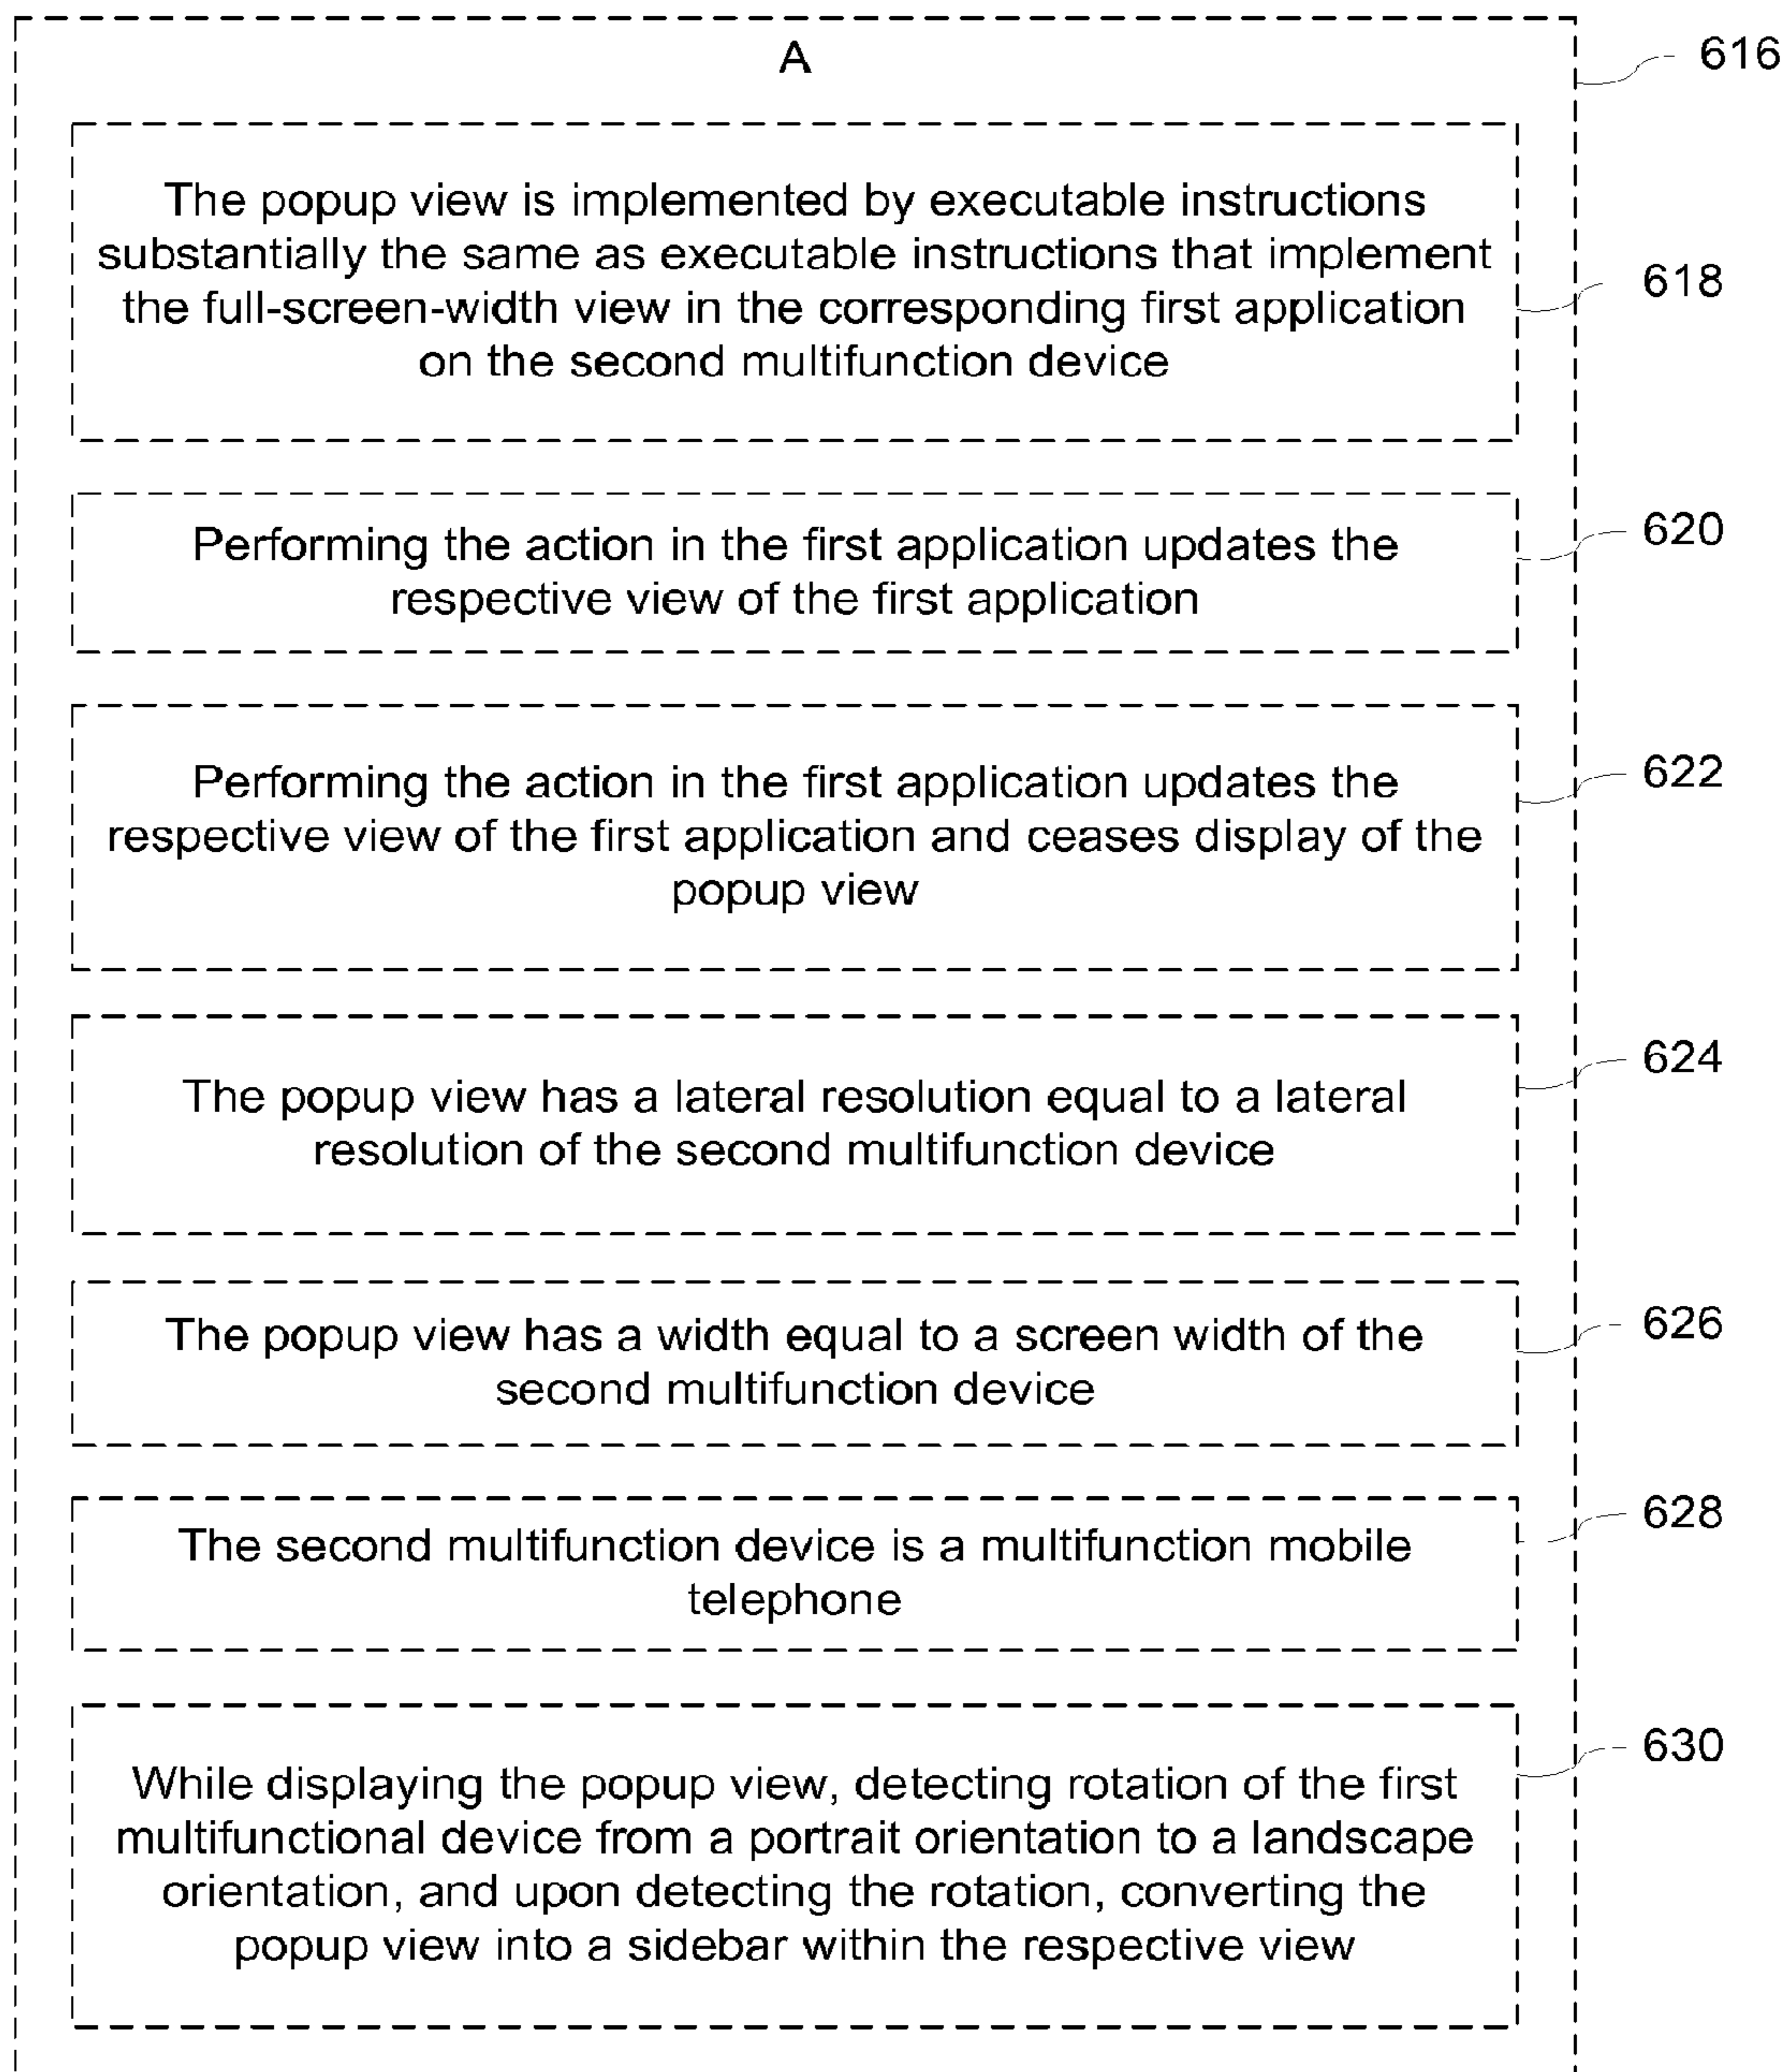 A
616
The popup view is implemented by executable instructions
substantially the same as executable instructions that implement
the full-screen-width view in the corresponding first application
on the second multifunction device
618
Performing the action in the first application updates the
respective view of the first application
620
Performing the action in the first application updates the
respective view of the first application and ceases display of the
popup view
622
The popup view has a lateral resolution equal to a lateral
resolution of the second multifunction device
624
The popup view has a width equal to a screen width of the
second multifunction device
626
The second multifunction device is a multifunction mobile
telephone
628
While displaying the popup view, detecting rotation of the first
multifunctional device from a portrait orientation to a landscape
orientation, and upon detecting the rotation, converting the
popup view into a sidebar within the respective view
630